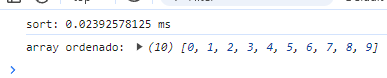 sort: 0.02392578125 ms
array ordenado: ▶ (10) [0, 1, 2, 3, 4, 5, 6, 7, 8, 9]
>